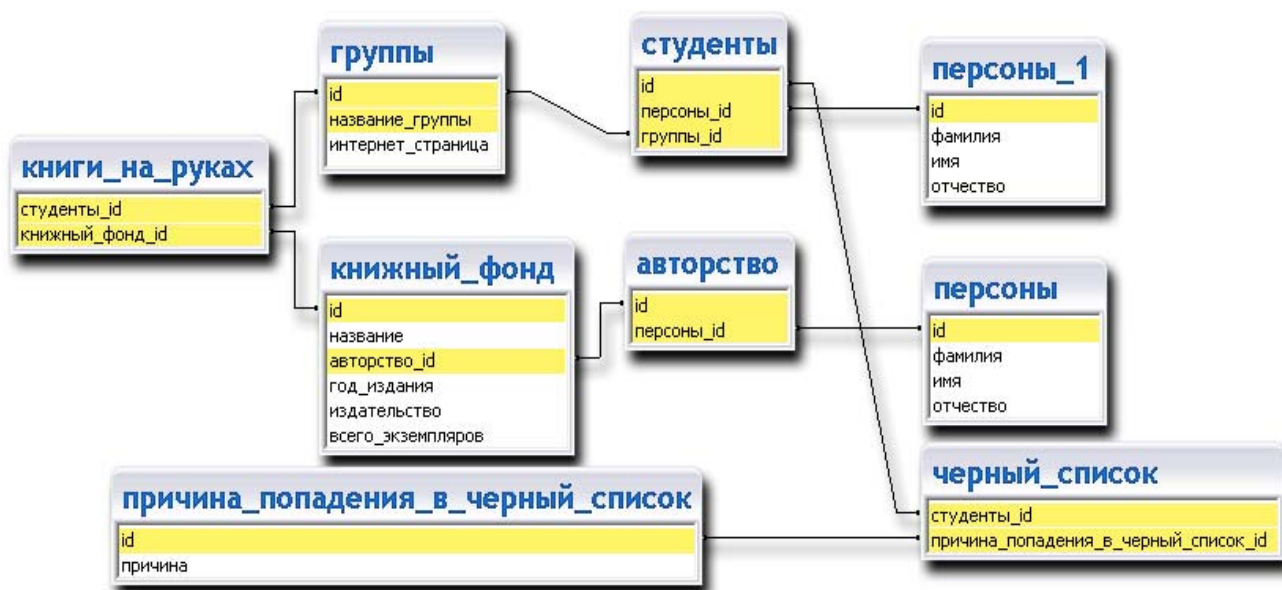 группы
id
название_группы
интернет_страница
студенты
id
персоны_id
группы_id
персоны_1
id
фамилия
имя
отчество
книги_на_руках
студенты_id
книжный_фонд_id
книжный_фонд
id
название
авторство_id
год_издания
издательство
всего_экземпляров
авторство
id
персоны_id
персоны
id
фамилия
имя
отчество
причина_попадения_в_черный_список
id
причина
черный_список
студенты_id
причина_попадения_в_черный_список_id